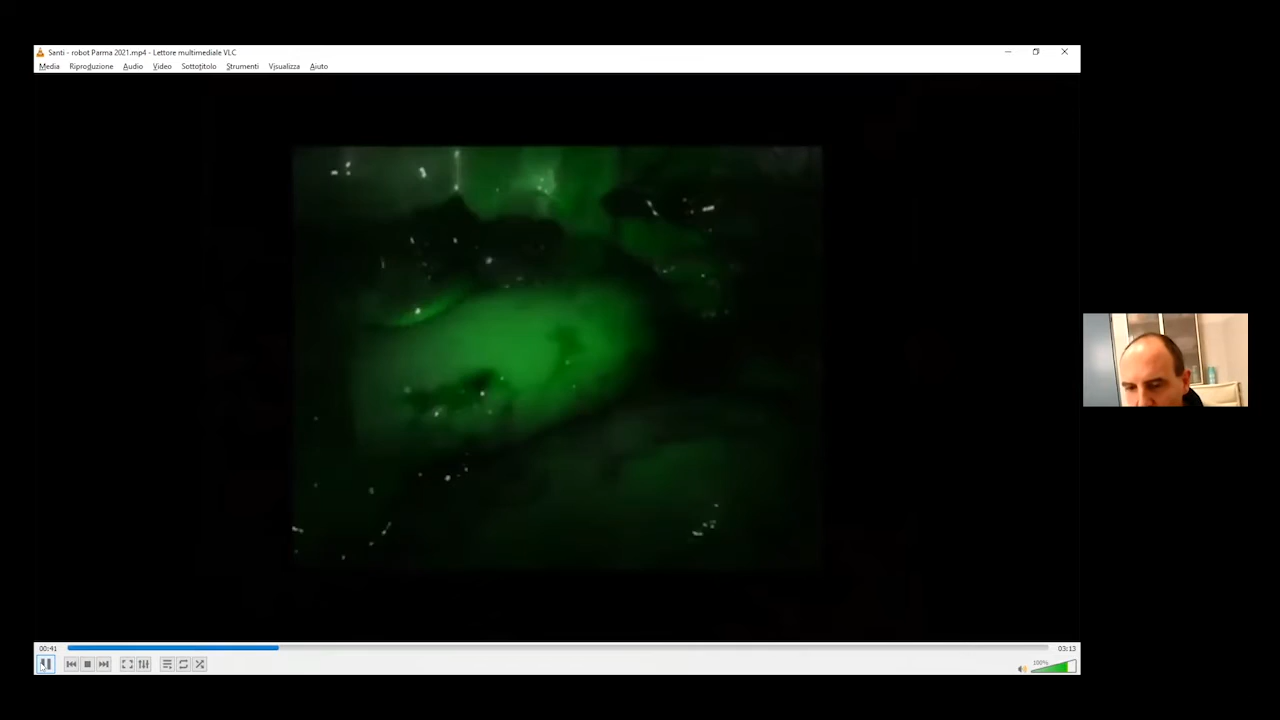 Santi - robot Parma 2021.mp4 - Lettore multimediale VLC
Media Riproduzione Audio Video Sottotitolo Strumenti Visualizza Aiuto
00:41
03:13
100%